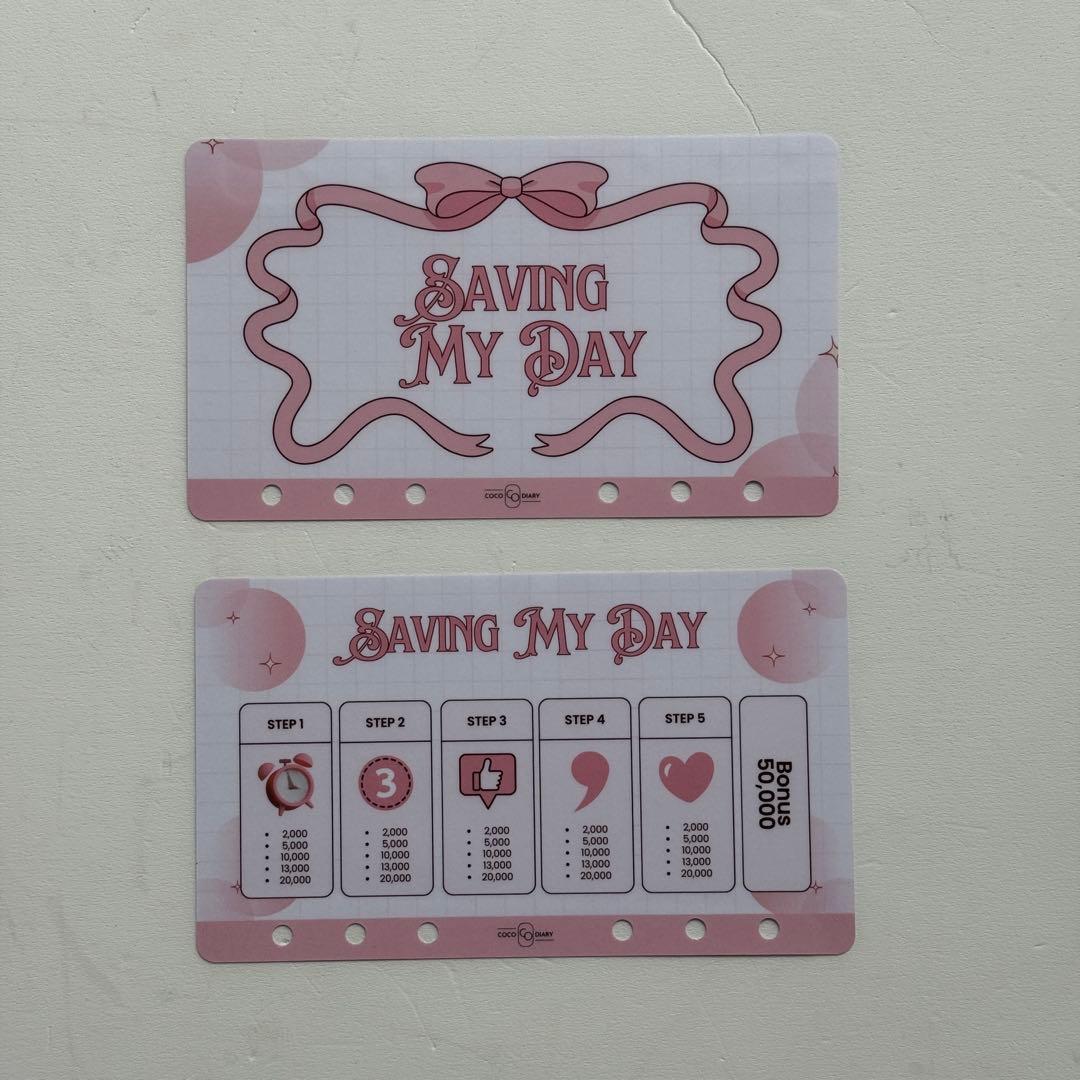 SAVING
MY DAY
COCO CO DIARY
SAVING MY DAY
STEP 1
• 2,000
• 5,000
• 10,000
• 13,000
• 20,000
STEP 2
3
• 2,000
• 5,000
• 10,000
• 13,000
• 20,000
STEP 3
• 2,000
• 5,000
• 10,000
• 13,000
• 20,000
STEP 4
• 2,000
• 5,000
• 10,000
• 13,000
• 20,000
STEP 5
• 2,000
• 5,000
• 10,000
• 13,000
• 20,000
Bonus
50,000
COCO CO DIARY